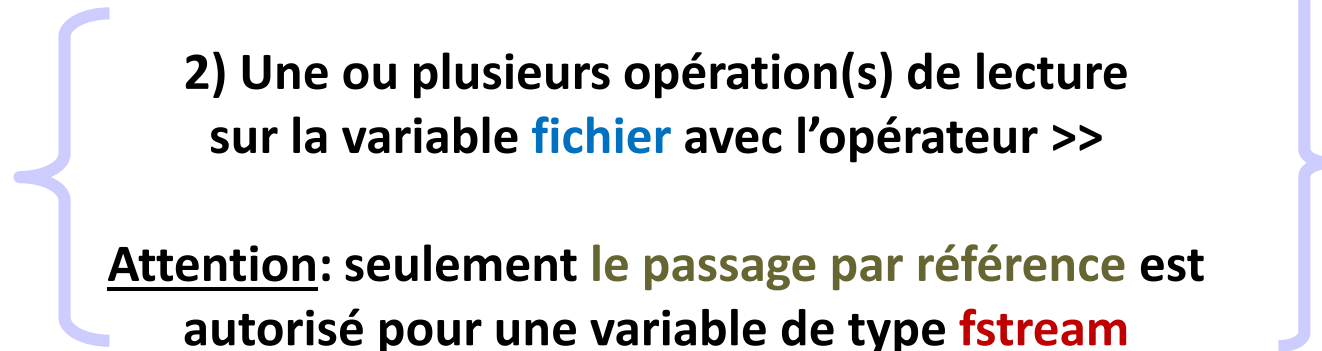 2) Une ou plusieurs opération(s) de lecture
sur la variable fichier avec l’opérateur >>
Attention: seulement le passage par référence est
autorisé pour une variable de type fstream